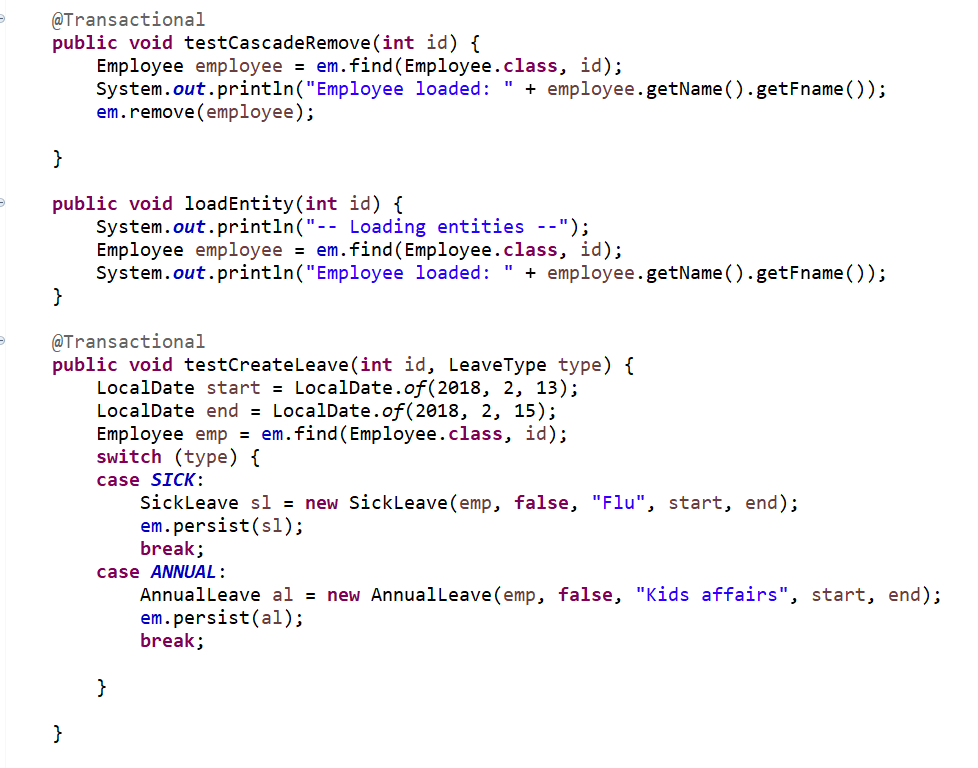 @Transactional
public void testCascadeRemove(int id) {
    Employee employee = em.find(Employee.class, id);
    System.out.println("Employee loaded: " + employee.getName().getFname());
    em.remove(employee);
}
public void loadEntity(int id) {
    System.out.println("-- Loading entities --");
    Employee employee = em.find(Employee.class, id);
    System.out.println("Employee loaded: " + employee.getName().getFname());
}
@Transactional
public void testCreateLeave(int id, LeaveType type) {
    LocalDate start = LocalDate.of(2018, 2, 13);
    LocalDate end = LocalDate.of(2018, 2, 15);
    Employee emp = em.find(Employee.class, id);
    switch (type) {
    case SICK:
        SickLeave sl = new SickLeave(emp, false, "Flu", start, end);
        em.persist(sl);
        break;
    case ANNUAL:
        AnnualLeave al = new AnnualLeave(emp, false, "Kids affairs", start, end);
        em.persist(al);
        break;
    }
}